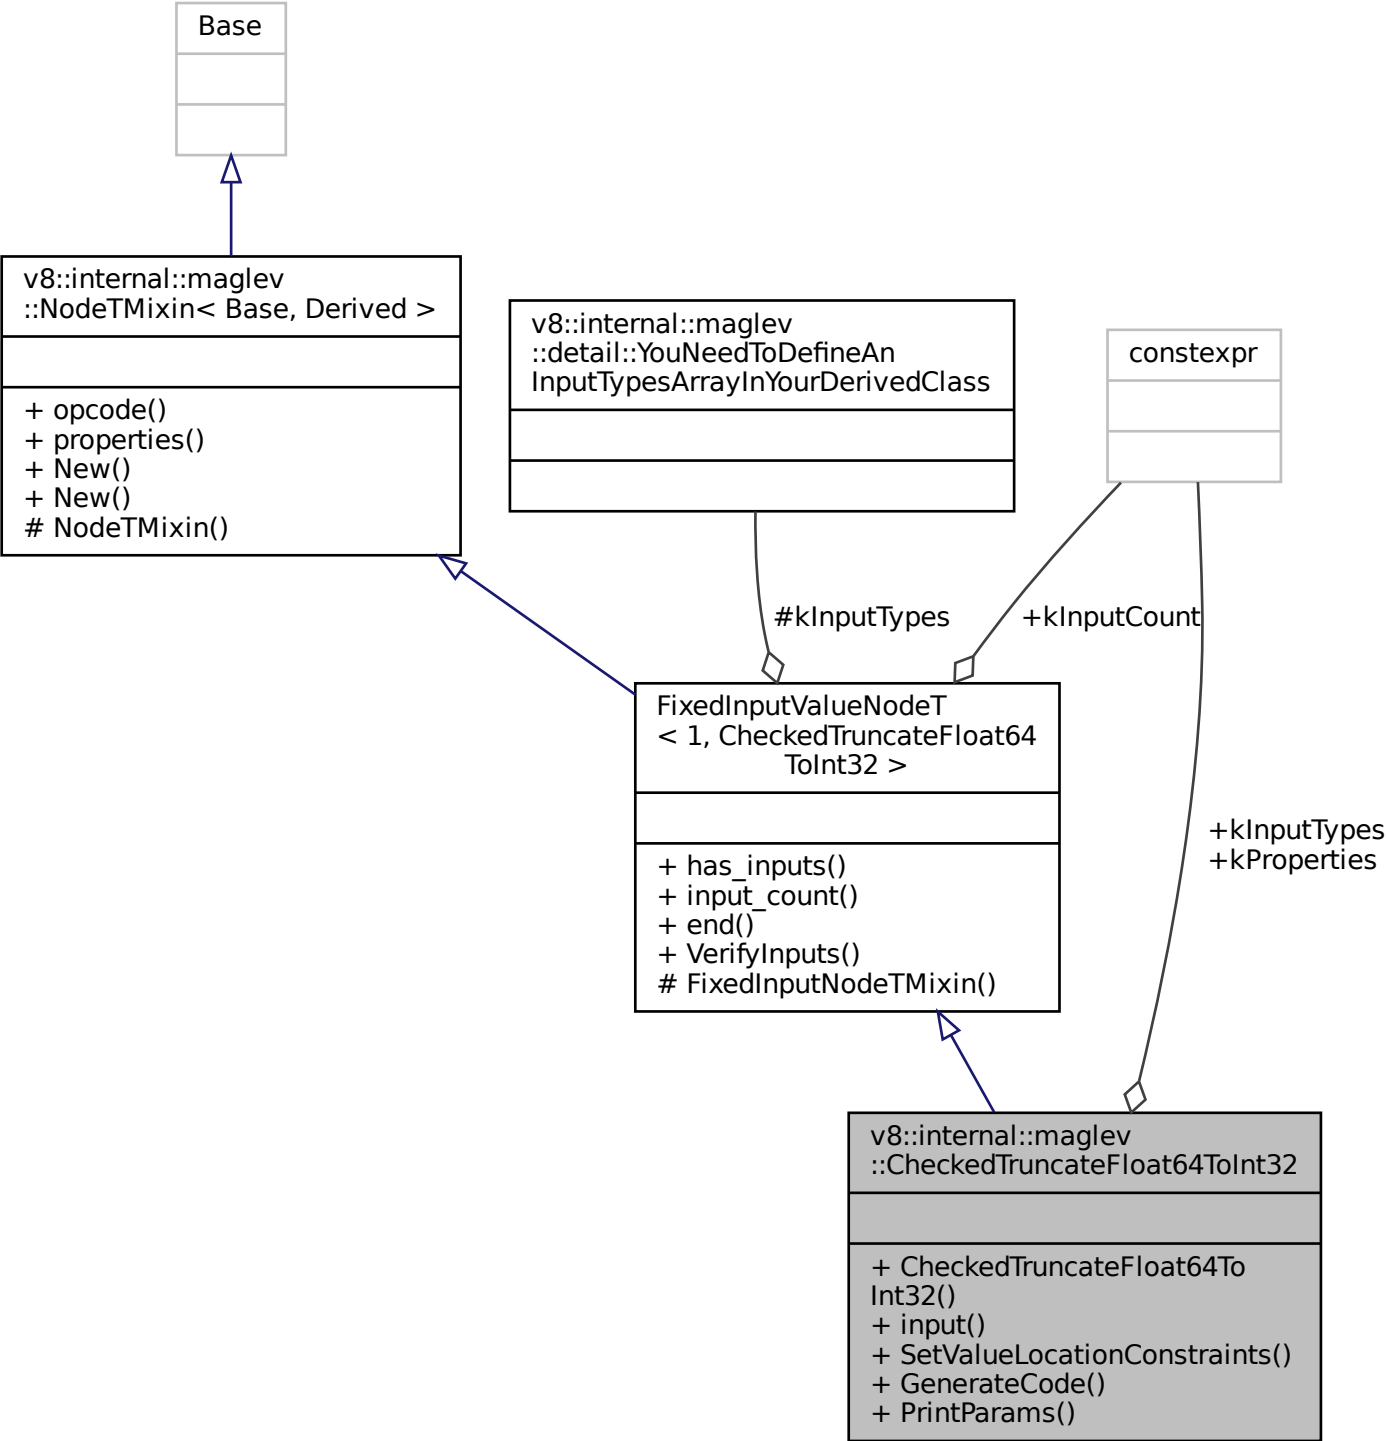 Base
v8::internal::maglev
::NodeTMixin< Base, Derived >
+ opcode()
+ properties()
+ New()
+ New()
# NodeTMixin()
v8::internal::maglev
::detail::YouNeedToDefineAn
InputTypesArrayInYourDerivedClass
constexpr
#kInputTypes
+kInputCount
FixedInputValueNodeT
< 1, CheckedTruncateFloat64
ToInt32 >
+ has_inputs()
+ input_count()
+ end()
+ VerifyInputs()
# FixedInputNodeTMixin()
+kInputTypes
+kProperties
v8::internal::maglev
::CheckedTruncateFloat64ToInt32
+ CheckedTruncateFloat64To
Int32()
+ input()
+ SetValueLocationConstraints()
+ GenerateCode()
+ PrintParams()